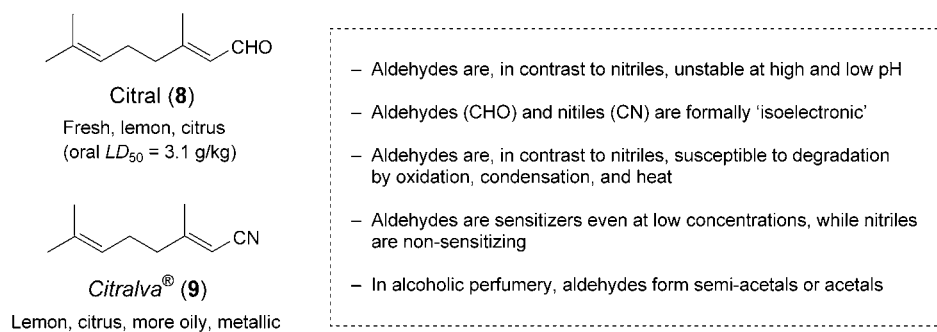 CHO
Citral (8)
Fresh, lemon, citrus
(oral LD50 = 3.1 g/kg)
CN
Citralva® (9)
Lemon, citrus, more oily, metallic
– Aldehydes are, in contrast to nitriles, unstable at high and low pH
– Aldehydes (CHO) and nitiles (CN) are formally 'isoelectronic'
– Aldehydes are, in contrast to nitriles, susceptible to degradation
by oxidation, condensation, and heat
– Aldehydes are sensitizers even at low concentrations, while nitriles
are non-sensitizing
– In alcoholic perfumery, aldehydes form semi-acetals or acetals